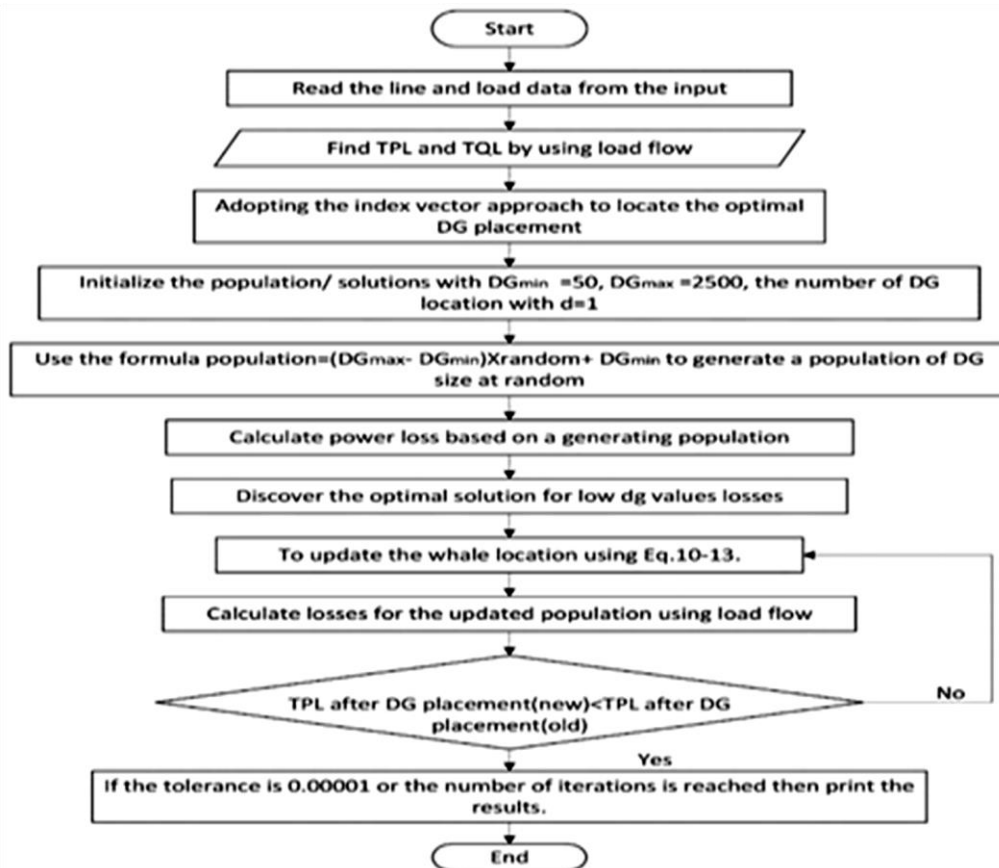 Start
Read the line and load data from the input
Find TPL and TQL by using load flow
Adopting the index vector approach to locate the optimal
DG placement
Initialize the population/ solutions with DGmin =50, DGmax =2500, the number of DG
location with d=1
Use the formula population=(DGmax- DGmin)Xrandom+ DGmin to generate a population of DG
size at random
Calculate power loss based on a generating population
Discover the optimal solution for low dg values losses
To update the whale location using Eq.10-13.
Calculate losses for the updated population using load flow
TPL after DG placement(new)<TPL after DG
placement(old)
No
Yes
If the tolerance is 0.00001 or the number of iterations is reached then print the
results.
End